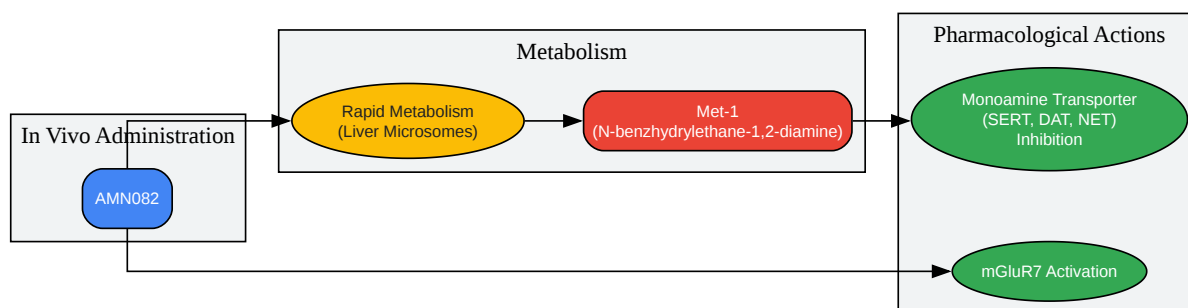 In Vivo Administration
AMN082
Metabolism
Rapid Metabolism
(Liver Microsomes)
Met-1
(N-benzhydrylethane-1,2-diamine)
Pharmacological Actions
Monoamine Transporter
(SERT, DAT, NET)
Inhibition
mGluR7 Activation